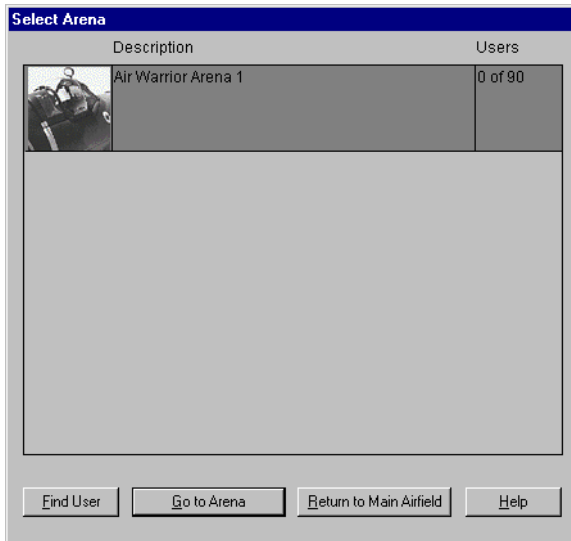 Select Arena
Description Users
Air Warrior Arena 1 0 of 90
Find User Go to Arena Return to Main Airfield Help